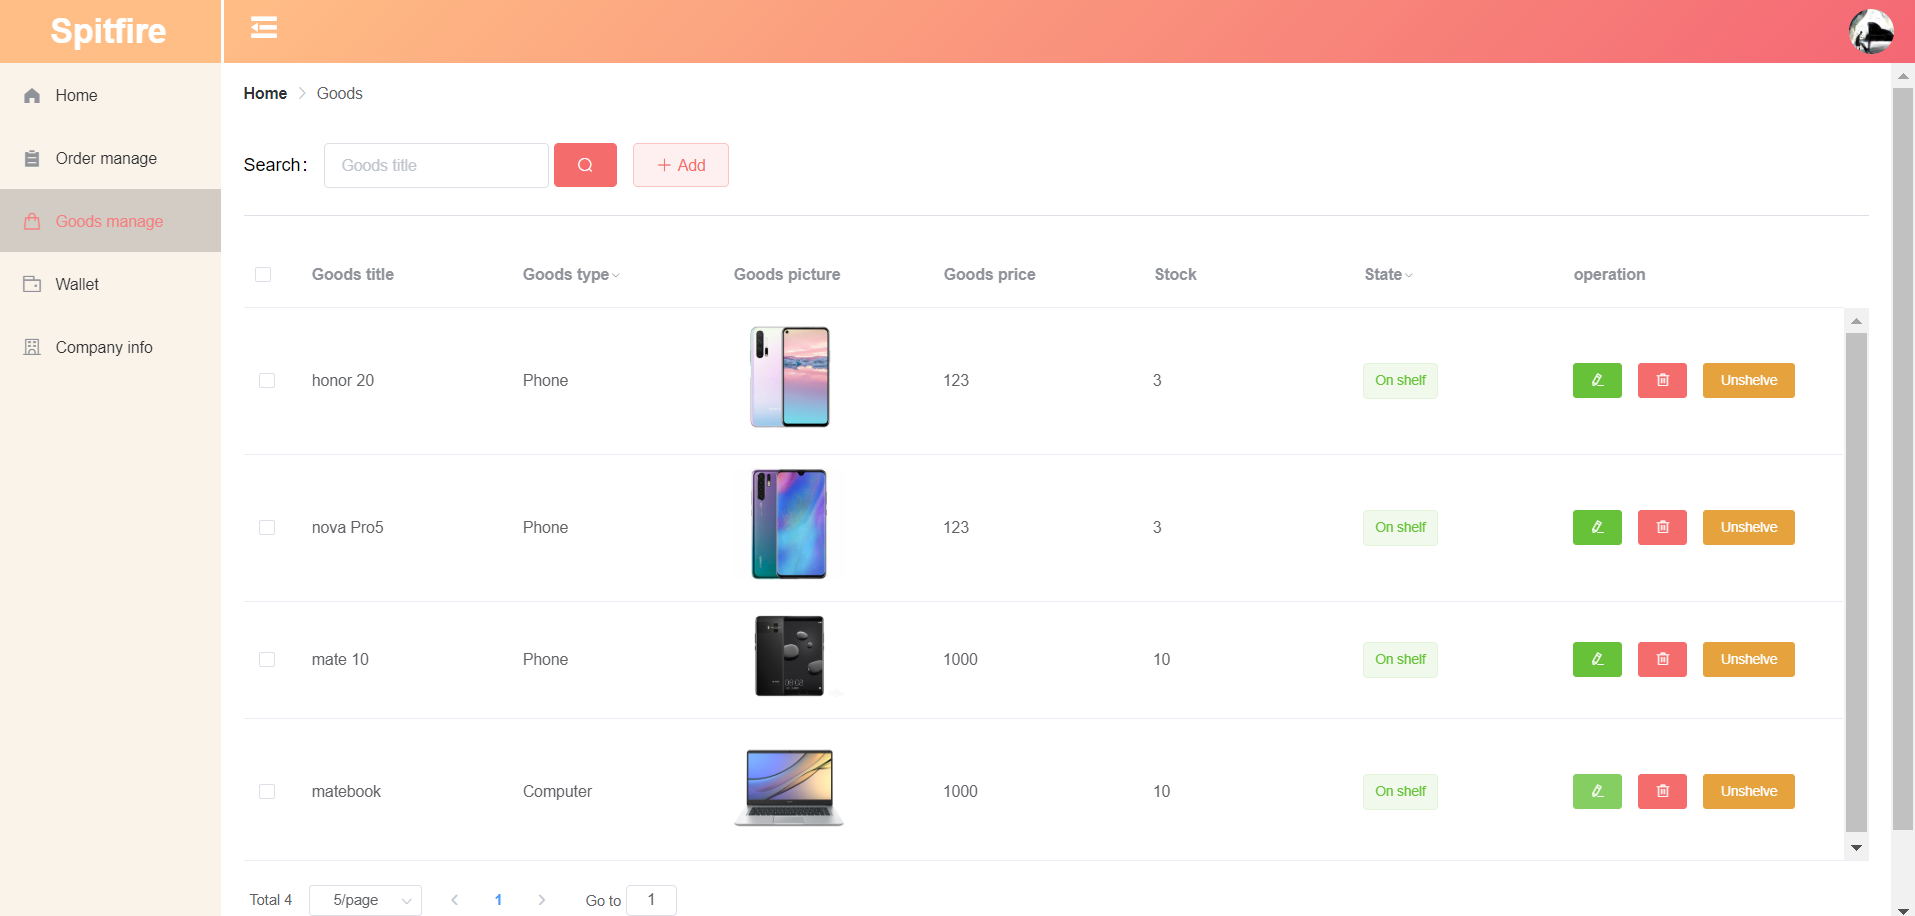 Spitfire
Home
Order manage
Goods manage
Wallet
Company info
Home > Goods
Search: Goods title + Add
Goods title Goods type Goods picture Goods price Stock State operation
honor 20 Phone 123 3 On shelf Unshelve
nova Pro5 Phone 123 3 On shelf Unshelve
mate 10 Phone 1000 10 On shelf Unshelve
08:08
matebook Computer 1000 10 On shelf Unshelve
Total 4 5/page < 1 > Go to 1